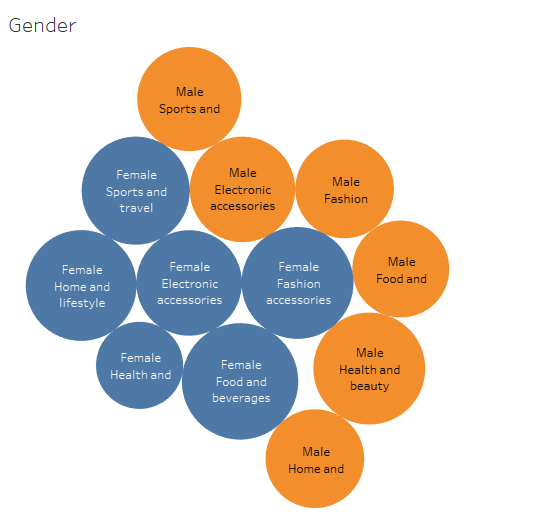 Gender
Male
Sports and
Female
Sports and
travel
Male
Electronic
accessories
Male
Fashion
Female
Home and
lifestyle
Female
Electronic
accessories
Female
Fashion
accessories
Male
Food and
Female
Health and
Female
Food and
beverages
Male
Health and
beauty
Male
Home and